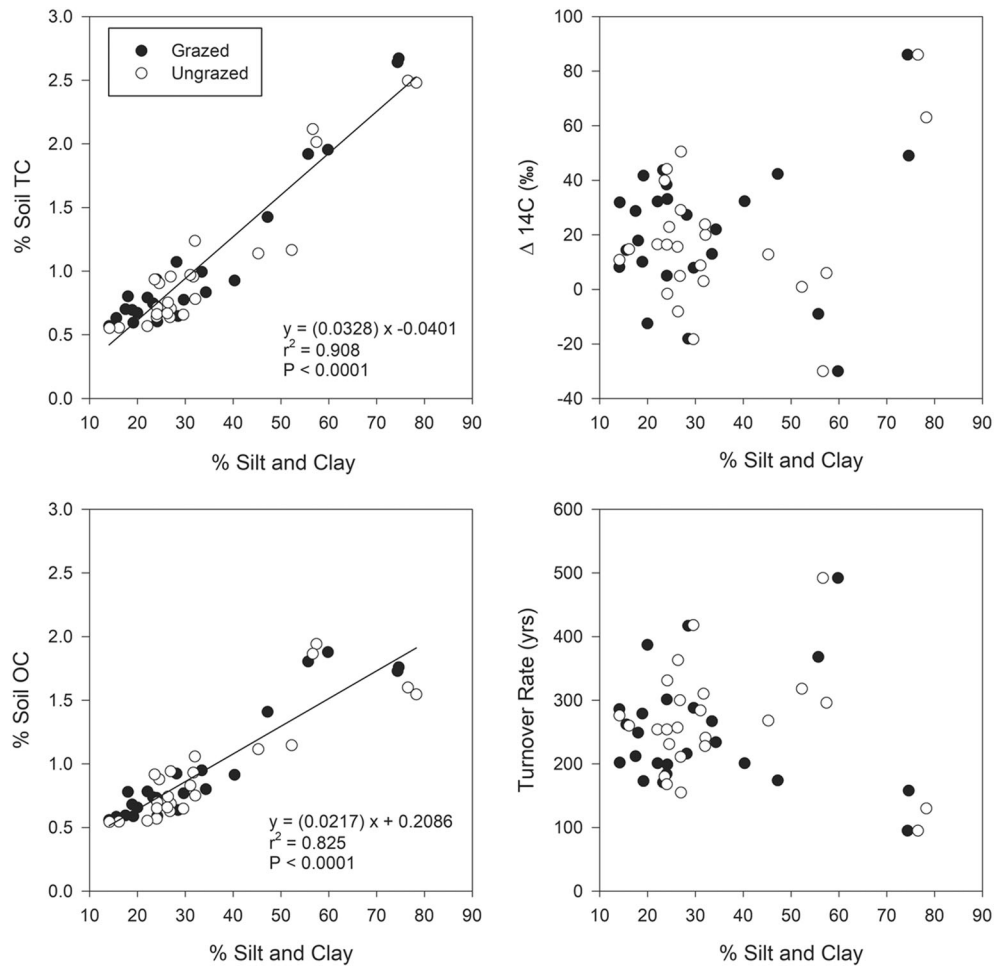 3.0
2.5
2.0
1.5
1.0
0.5
0.0
% Soil TC
Grazed
Ungrazed
y = (0.0328) x -0.0401
r² = 0.908
P < 0.0001
10 20 30 40 50 60 70 80 90
% Silt and Clay
100
80
60
40
20
0
-20
-40
Δ 14C (‰)
10 20 30 40 50 60 70 80 90
% Silt and Clay
3.0
2.5
2.0
1.5
1.0
0.5
0.0
% Soil OC
y = (0.0217) x + 0.2086
r² = 0.825
P < 0.0001
10 20 30 40 50 60 70 80 90
% Silt and Clay
600
500
400
300
200
100
0
Turnover Rate (yrs)
10 20 30 40 50 60 70 80 90
% Silt and Clay